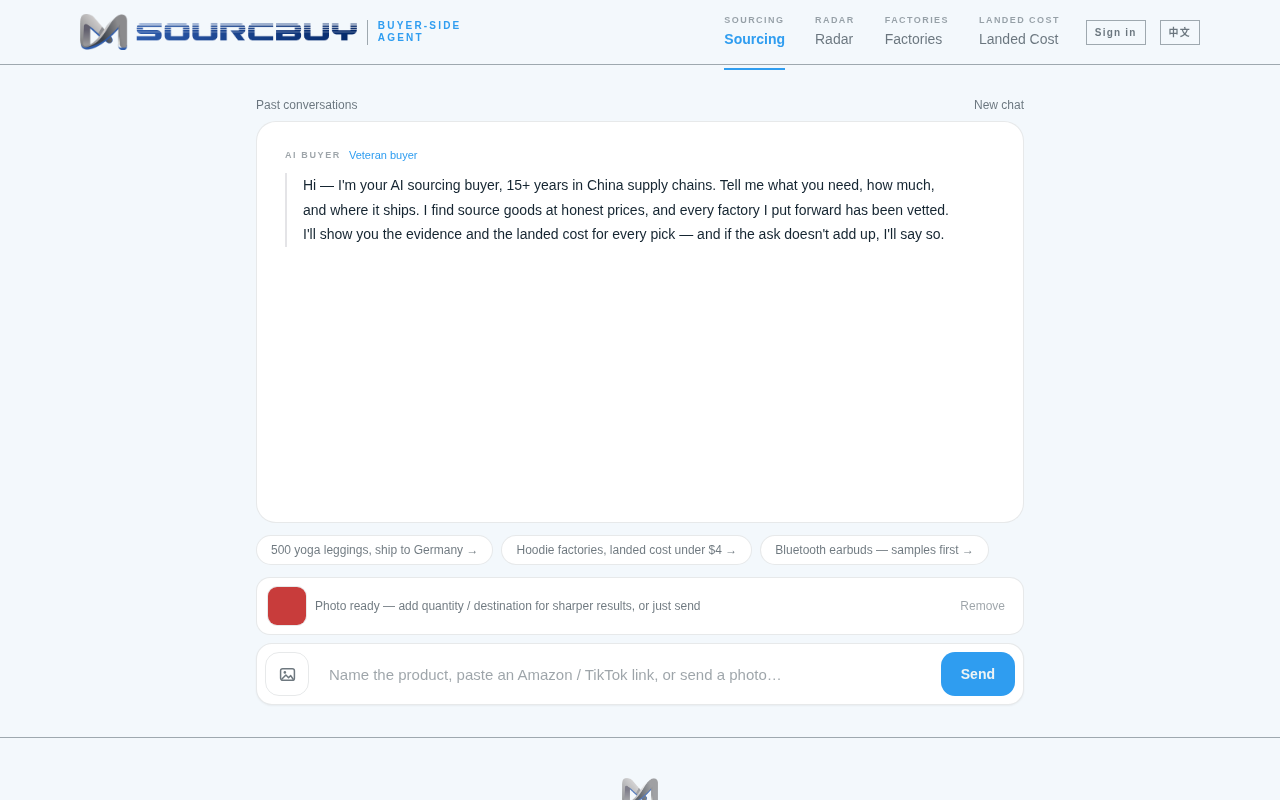 SOURCBUY
BUYER-SIDE
AGENT
SOURCING
Sourcing
RADAR
Radar
FACTORIES
Factories
LANDED COST
Landed Cost
Sign in
中文
Past conversations
New chat
AI BUYER Veteran buyer
Hi — I'm your AI sourcing buyer, 15+ years in China supply chains. Tell me what you need, how much,
and where it ships. I find source goods at honest prices, and every factory I put forward has been vetted.
I'll show you the evidence and the landed cost for every pick — and if the ask doesn't add up, I'll say so.
500 yoga leggings, ship to Germany →
Hoodie factories, landed cost under $4 →
Bluetooth earbuds — samples first →
Photo ready — add quantity / destination for sharper results, or just send
Remove
Name the product, paste an Amazon / TikTok link, or send a photo…
Send